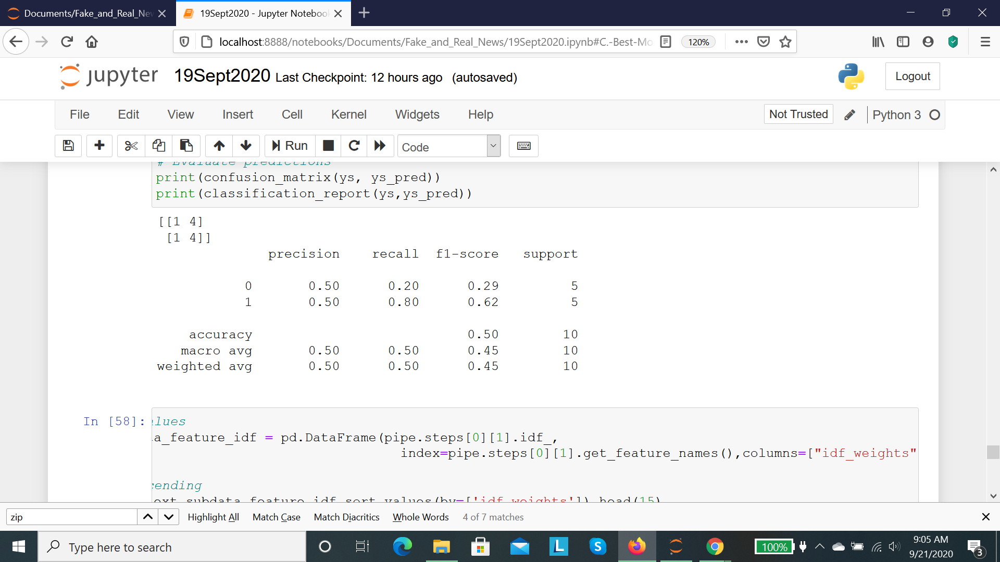 Documents/Fake_and_Real_Nev
19Sept2020 - Jupyter Notebool
localhost:8888/notebooks/Documents/Fake_and_Real_News/19Sept2020.ipynb#C.-Best-Mo
120%
jupyter 19Sept2020 Last Checkpoint: 12 hours ago (autosaved)
Logout
File Edit View Insert Cell Kernel Widgets Help
Not Trusted
Python 3
Run
Code
# Evaluate predictions
print(confusion_matrix(ys, ys_pred))
print(classification_report(ys,ys_pred))
[[1 4]
[1 4]]
precision recall f1-score support
0 0.50 0.20 0.29 5
1 0.50 0.80 0.62 5
accuracy 0.50 10
macro avg 0.50 0.50 0.45 10
weighted avg 0.50 0.50 0.45 10
In [58]:
alues
a_feature_idf = pd.DataFrame(pipe.steps[0][1].idf_,
index=pipe.steps[0][1].get_feature_names(),columns=["idf_weights"
cending
ext_subdata_feature_idf.sort_values(by=['idf_weights']).head(15)
zip
Highlight All Match Case Match Diacritics Whole Words 4 of 7 matches
Type here to search
L
S
100%
9:05 AM
9/21/2020
3